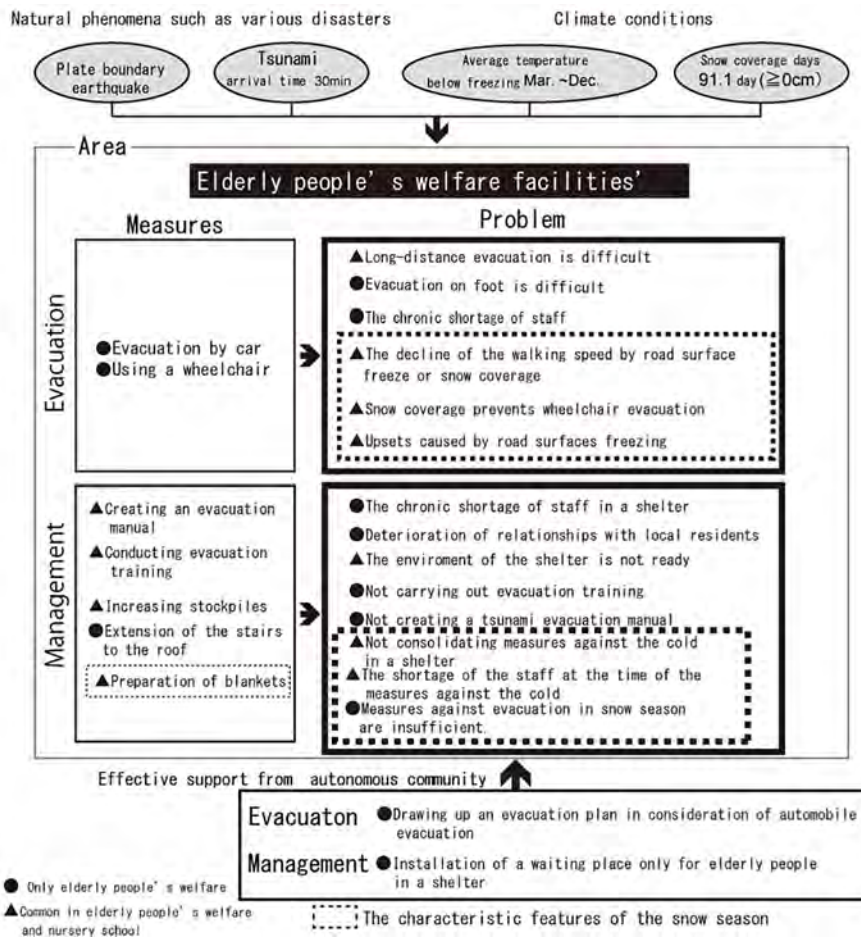 Natural phenomena such as various disasters
Climate conditions
Plate boundary
earthquake
Tsunami
arrival time 30min
Average temperature
below freezing Mar. ~Dec.
Snow coverage days
91.1 day(≧0cm)
Area
Elderly people's welfare facilities'
Measures
Problem
Evacuation
●Evacuation by car
●Using a wheelchair
▲Long-distance evacuation is difficult
●Evacuation on foot is difficult
●The chronic shortage of staff
▲The decline of the walking speed by road surface
freeze or snow coverage
▲Snow coverage prevents wheelchair evacuation
▲Upsets caused by road surfaces freezing
Management
▲Creating an evacuation
manual
▲Conducting evacuation
training
▲Increasing stockpiles
●Extension of the stairs
to the roof
▲Preparation of blankets
●The chronic shortage of staff in a shelter
●Deterioration of relationships with local residents
▲The enviroment of the shelter is not ready
●Not carrying out evacuation training
●Not creating a tsunami evacuation manual
▲Not consolidating measures against the cold
in a shelter
▲The shortage of the staff at the time of the
measures against the cold
●Measures against evacuation in snow season
are insufficient.
Effective support from autonomous community
Evacuaton ●Drawing up an evacuation plan in consideration of automobile
evacuation
Management ●Installation of a waiting place only for elderly people
in a shelter
● Only elderly people's welfare
▲Common in elderly people's welfare
and nursery school
The characteristic features of the snow season